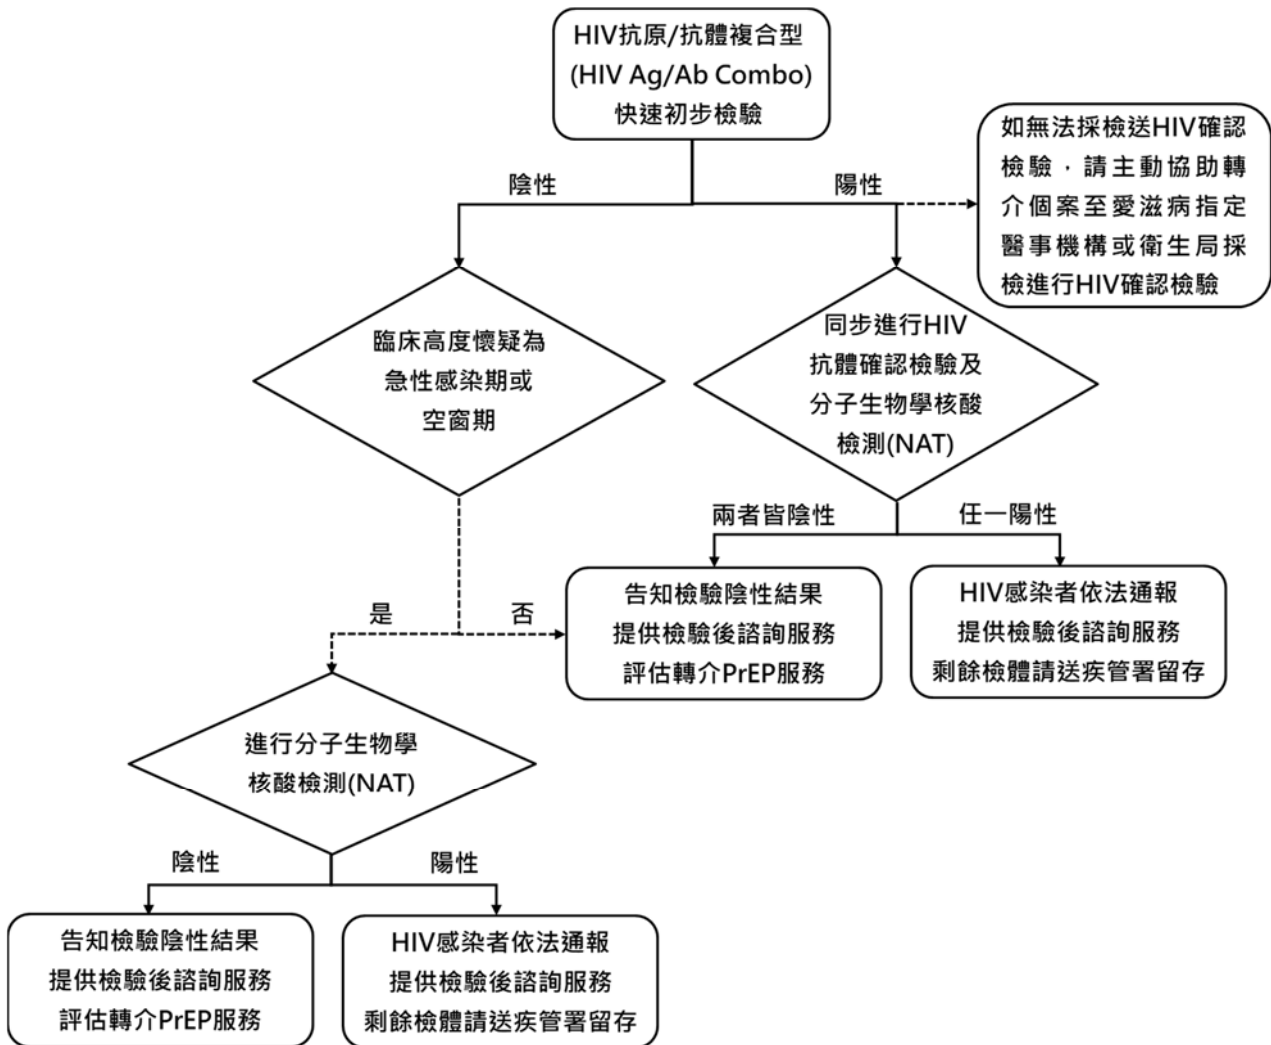 HIV抗原/抗體複合型
(HIV Ag/Ab Combo)
快速初步檢驗
如無法採檢送HIV確認
檢驗，請主動協助轉
介個案至愛滋病指定
醫事機構或衛生局採
檢進行HIV確認檢驗
陰性
陽性
臨床高度懷疑為
急性感染期或
空窗期
同步進行HIV
抗體確認檢驗及
分子生物學核酸
檢測(NAT)
兩者皆陰性
任一陽性
是
否
告知檢驗陰性結果
提供檢驗後諮詢服務
評估轉介PrEP服務
HIV感染者依法通報
提供檢驗後諮詢服務
剩餘檢體請送疾管署留存
進行分子生物學
核酸檢測(NAT)
陰性
陽性
告知檢驗陰性結果
提供檢驗後諮詢服務
評估轉介PrEP服務
HIV感染者依法通報
提供檢驗後諮詢服務
剩餘檢體請送疾管署留存